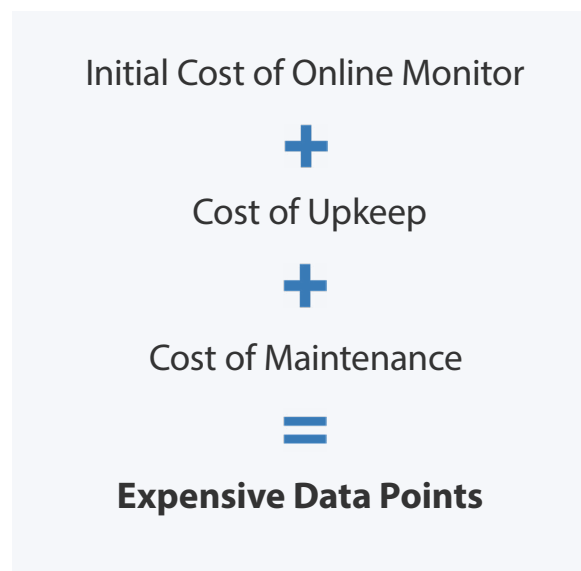 Initial Cost of Online Monitor
+
Cost of Upkeep
+
Cost of Maintenance
=
Expensive Data Points